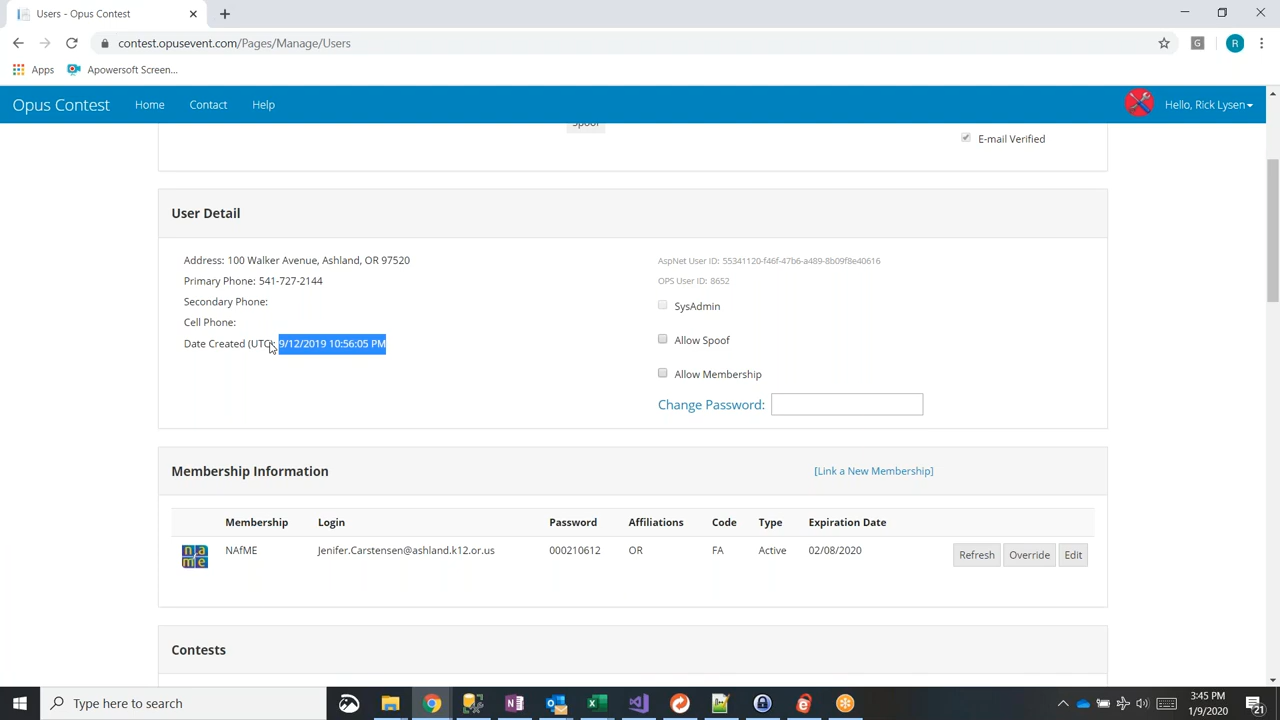 Users - Opus Contest
contest.opusevent.com/Pages/Manage/Users
G
R
Apps
Apowersoft Screen...
Opus Contest
Home
Contact
Help
Hello, Rick Lysen
Spoof
E-mail Verified
User Detail
Address: 100 Walker Avenue, Ashland, OR 97520
Primary Phone: 541-727-2144
Secondary Phone:
Cell Phone:
Date Created (UTC): 9/12/2019 10:56:05 PM
AspNet User ID: 55341120-f46f-47b6-a489-8b09f8e40616
OPS User ID: 8652
SysAdmin
Allow Spoof
Allow Membership
Change Password:
Membership Information
[Link a New Membership]
Membership Login Password Affiliations Code Type Expiration Date
na
me
NAfME Jenifer.Carstensen@ashland.k12.or.us 000210612 OR FA Active 02/08/2020 Refresh Override Edit
Contests
Type here to search
3:45 PM
1/9/2020
21